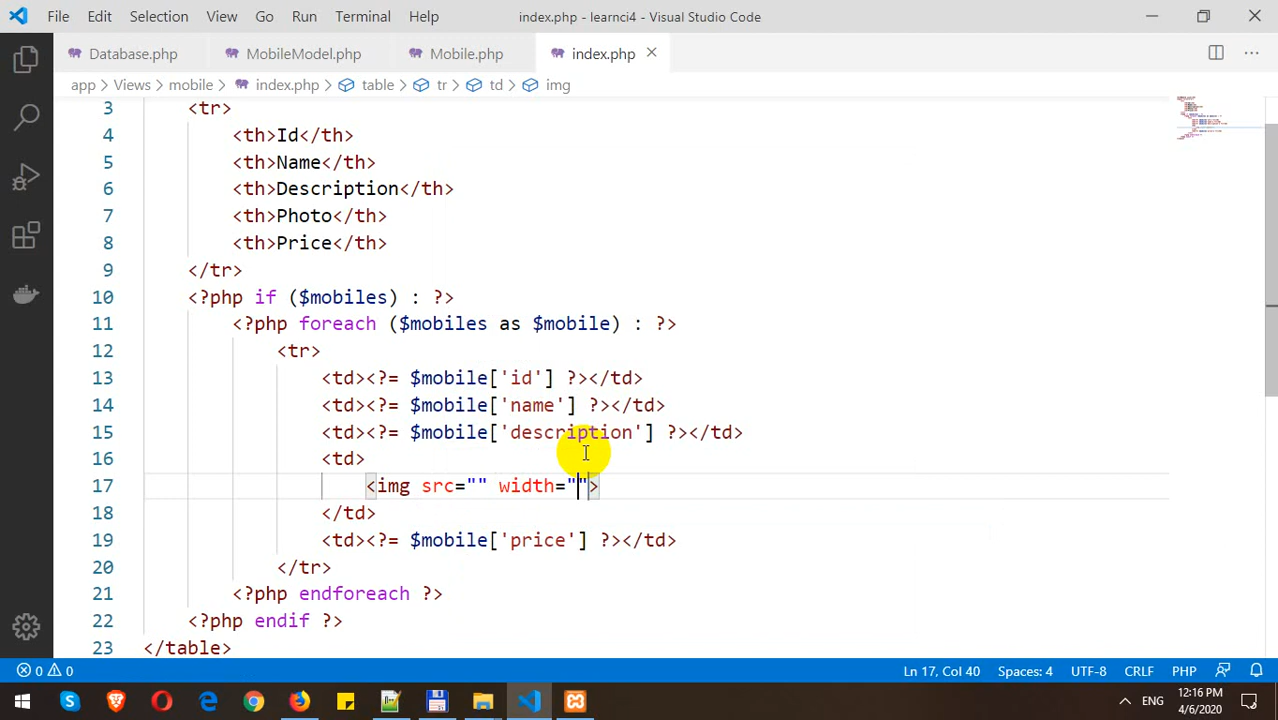 File Edit Selection View Go Run Terminal Help index.php - learnci4 - Visual Studio Code
Database.php MobileModel.php Mobile.php index.php
app › Views › mobile › index.php › table › tr › td › img
3 <tr>
4 <th>Id</th>
5 <th>Name</th>
6 <th>Description</th>
7 <th>Photo</th>
8 <th>Price</th>
9 </tr>
10 <?php if ($mobiles) : ?>
11 <?php foreach ($mobiles as $mobile) : ?>
12 <tr>
13 <td><?= $mobile['id'] ?></td>
14 <td><?= $mobile['name'] ?></td>
15 <td><?= $mobile['description'] ?></td>
16 <td>
17 <img src="" width="">
18 </td>
19 <td><?= $mobile['price'] ?></td>
20 </tr>
21 <?php endforeach ?>
22 <?php endif ?>
23 </table>
0 0 Ln 17, Col 40 Spaces: 4 UTF-8 CRLF PHP
ENG 12:16 PM
4/6/2020